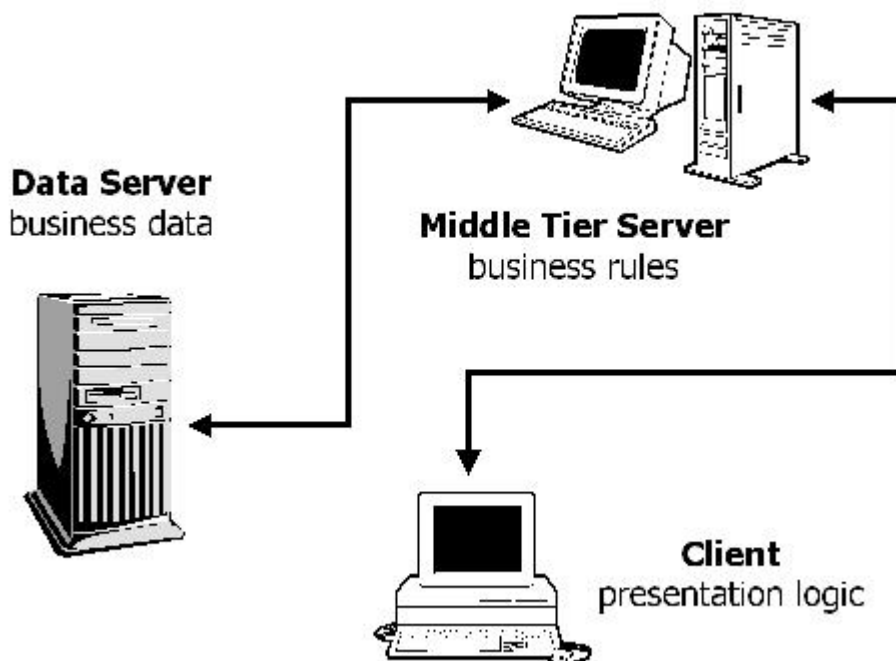 Data Server
business data
Middle Tier Server
business rules
Client
presentation logic